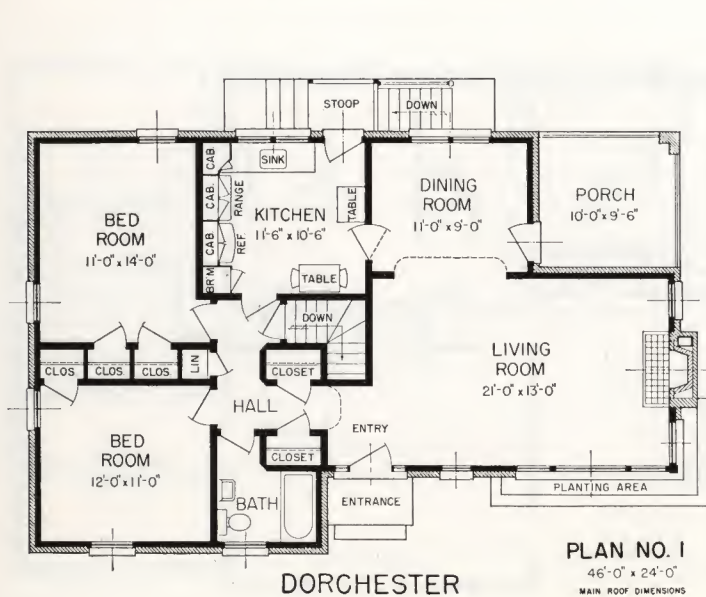 STOOP
DOWN
CAB.
SINK
CAB.
RANGE
KITCHEN
11'-6" x 10'-6"
TABLE
CAB.
REF.
BR'M
TABLE
DINING
ROOM
11'-0" x 9'-0"
PORCH
10'-0" x 9'-6"
BED
ROOM
11'-0" x 14'-0"
DOWN
CLOS.
CLOS.
CLOS.
LIN
CLOSET
LIVING
ROOM
21'-0" x 13'-0"
HALL
ENTRY
BED
ROOM
12'-0" x 11'-0"
CLOSET
BATH
ENTRANCE
PLANTING AREA
PLAN NO. 1
46'-0" x 24'-0"
MAIN ROOF DIMENSIONS
DORCHESTER